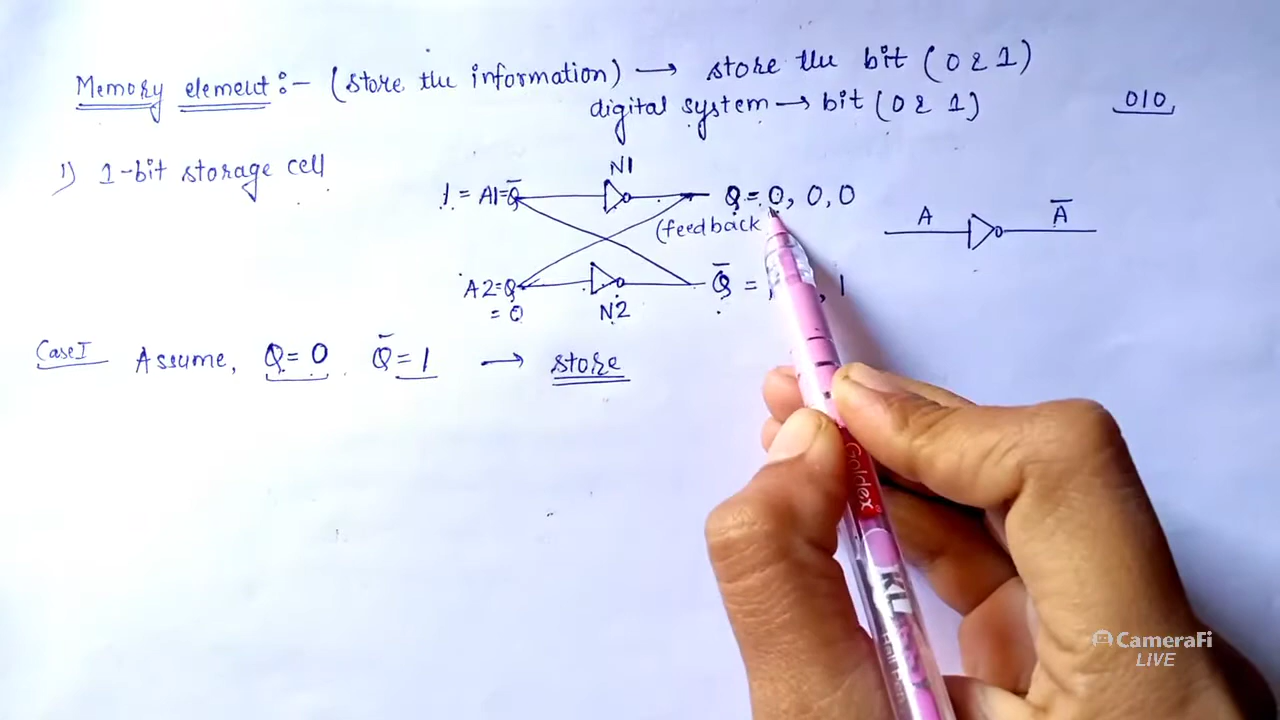 Memory element :- (store the information) → store the bit (0 & 1)
digital system → bit (0 & 1)
010
1) 1-bit storage cell
N1
1 = A1 = Q̅
Q = 0, 0, 0
(feedback
A
A̅
A2 = Q
= 0
N2
Q̅ = , 1
Case I Assume, Q = 0 Q̅ = 1 → store
Goldex
KL
CameraFi
LIVE